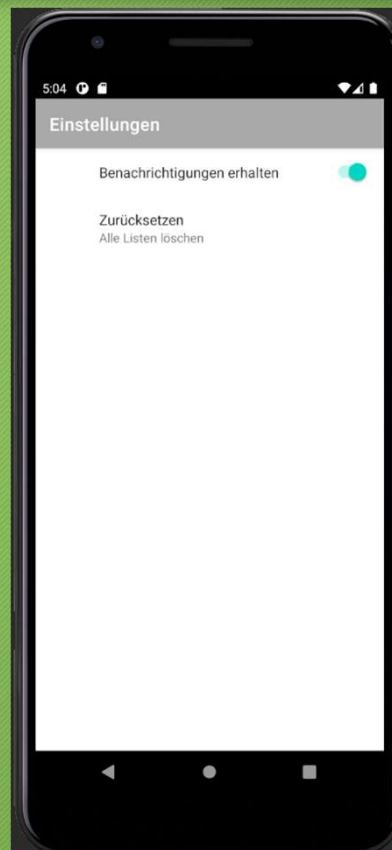 5:04
Einstellungen
Benachrichtigungen erhalten
Zurücksetzen
Alle Listen löschen